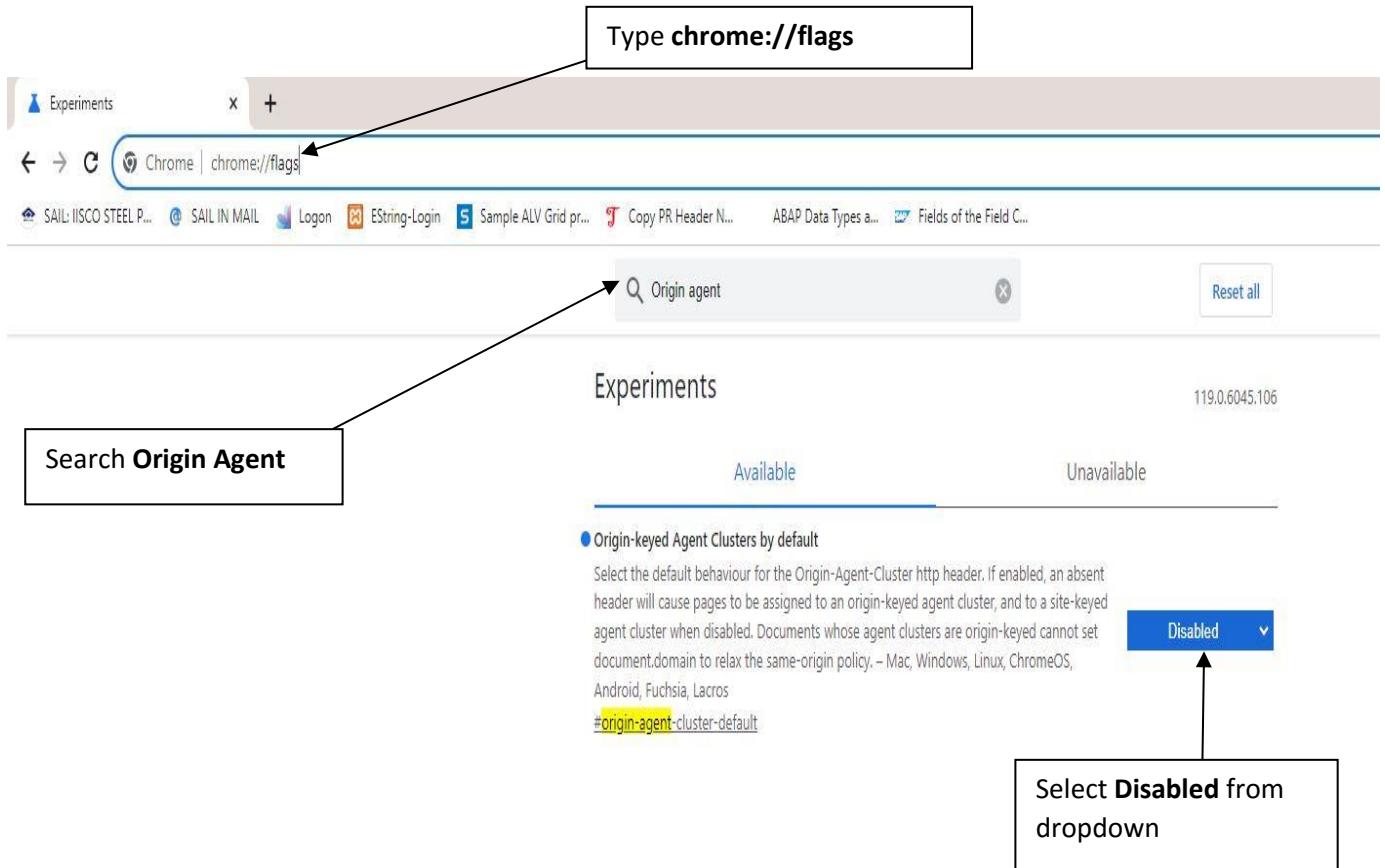 Type chrome://flags
Experiments
Chrome | chrome://flags
SAIL: IISCO STEEL P... SAIL IN MAIL Logon EString-Login Sample ALV Grid pr... Copy PR Header N... ABAP Data Types a... Fields of the Field C...
Origin agent
Reset all
Experiments
119.0.6045.106
Search Origin Agent
Available
Unavailable
Origin-keyed Agent Clusters by default
Select the default behaviour for the Origin-Agent-Cluster http header. If enabled, an absent
header will cause pages to be assigned to an origin-keyed agent cluster, and to a site-keyed
agent cluster when disabled. Documents whose agent clusters are origin-keyed cannot set
document.domain to relax the same-origin policy. – Mac, Windows, Linux, ChromeOS,
Android, Fuchsia, Lacros
#origin-agent-cluster-default
Disabled
Select Disabled from
dropdown